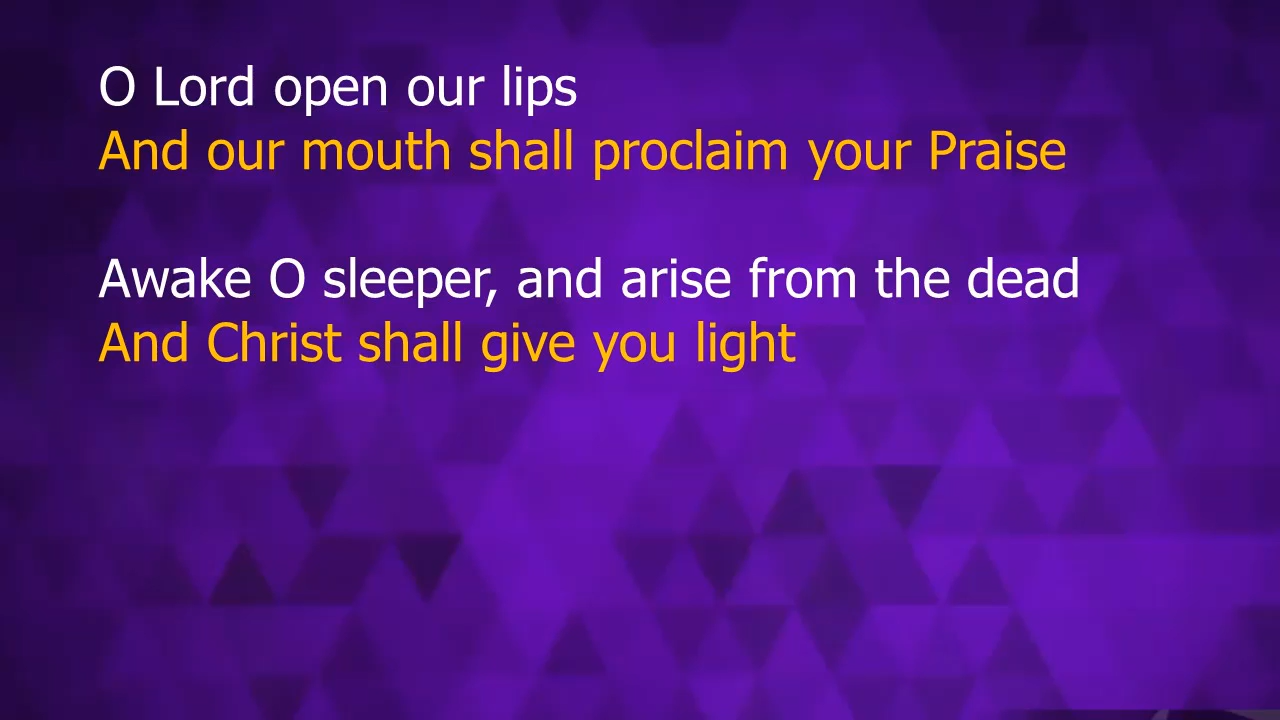 O Lord open our lips
And our mouth shall proclaim your Praise
Awake O sleeper, and arise from the dead
And Christ shall give you light